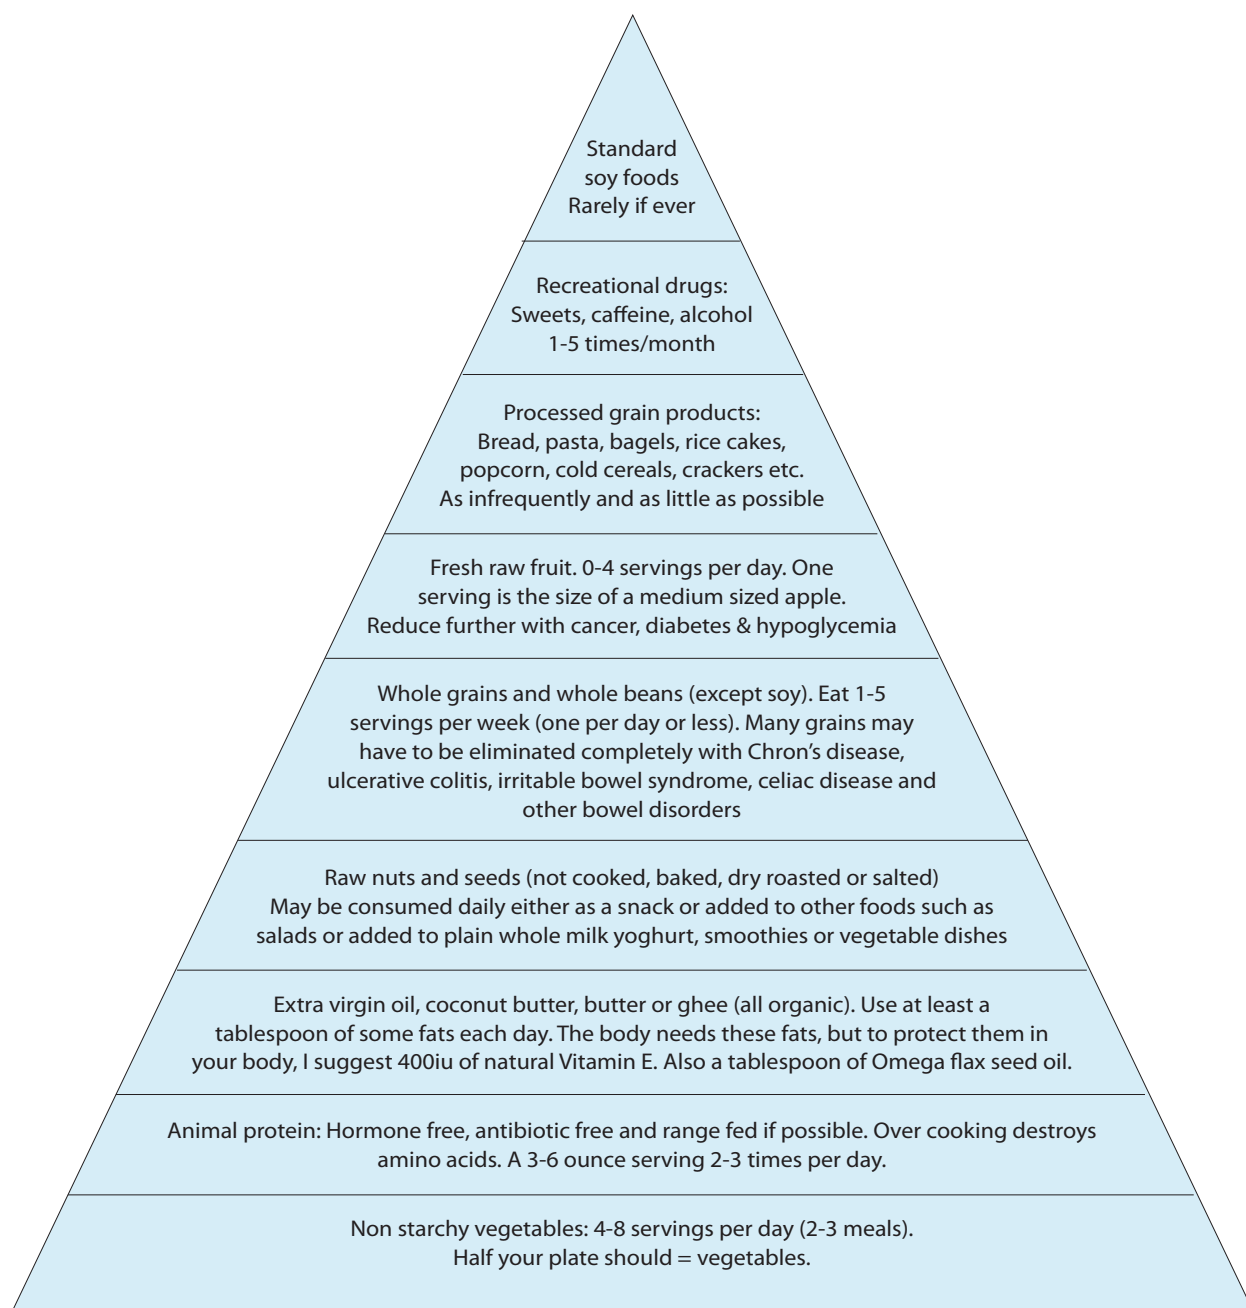 Standard
soy foods
Rarely if ever
Recreational drugs:
Sweets, caffeine, alcohol
1-5 times/month
Processed grain products:
Bread, pasta, bagels, rice cakes,
popcorn, cold cereals, crackers etc.
As infrequently and as little as possible
Fresh raw fruit. 0-4 servings per day. One
serving is the size of a medium sized apple.
Reduce further with cancer, diabetes & hypoglycemia
Whole grains and whole beans (except soy). Eat 1-5
servings per week (one per day or less). Many grains may
have to be eliminated completely with Chron's disease,
ulcerative colitis, irritable bowel syndrome, celiac disease and
other bowel disorders
Raw nuts and seeds (not cooked, baked, dry roasted or salted)
May be consumed daily either as a snack or added to other foods such as
salads or added to plain whole milk yoghurt, smoothies or vegetable dishes
Extra virgin oil, coconut butter, butter or ghee (all organic). Use at least a
tablespoon of some fats each day. The body needs these fats, but to protect them in
your body, I suggest 400iu of natural Vitamin E. Also a tablespoon of Omega flax seed oil.
Animal protein: Hormone free, antibiotic free and range fed if possible. Over cooking destroys
amino acids. A 3-6 ounce serving 2-3 times per day.
Non starchy vegetables: 4-8 servings per day (2-3 meals).
Half your plate should = vegetables.